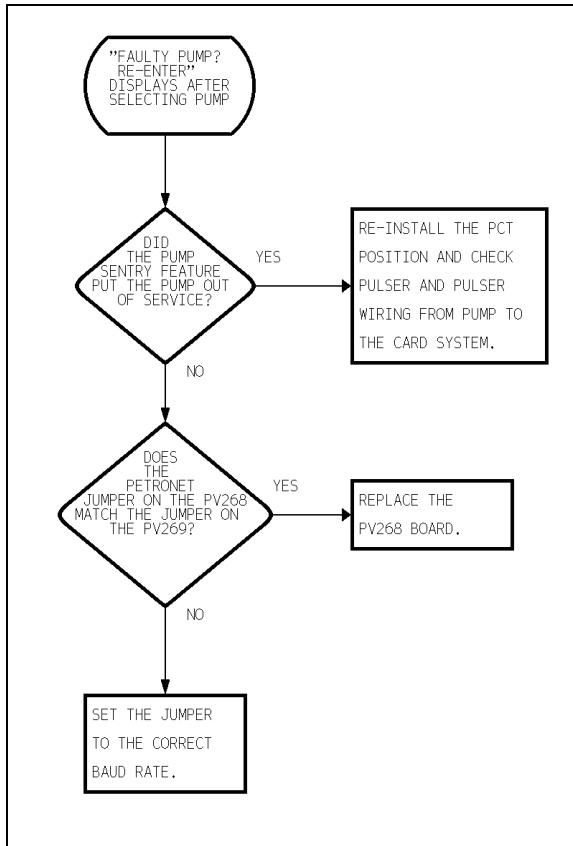 "FAULTY PUMP?
RE-ENTER"
DISPLAYS AFTER
SELECTING PUMP
DID
THE PUMP
SENTRY FEATURE
PUT THE PUMP OUT
OF SERVICE?
YES
RE-INSTALL THE PCT
POSITION AND CHECK
PULSER AND PULSER
WIRING FROM PUMP TO
THE CARD SYSTEM.
NO
DOES
THE
PETRONET
JUMPER ON THE PV268
MATCH THE JUMPER ON
THE PV269?
YES
REPLACE THE
PV268 BOARD.
NO
SET THE JUMPER
TO THE CORRECT
BAUD RATE.